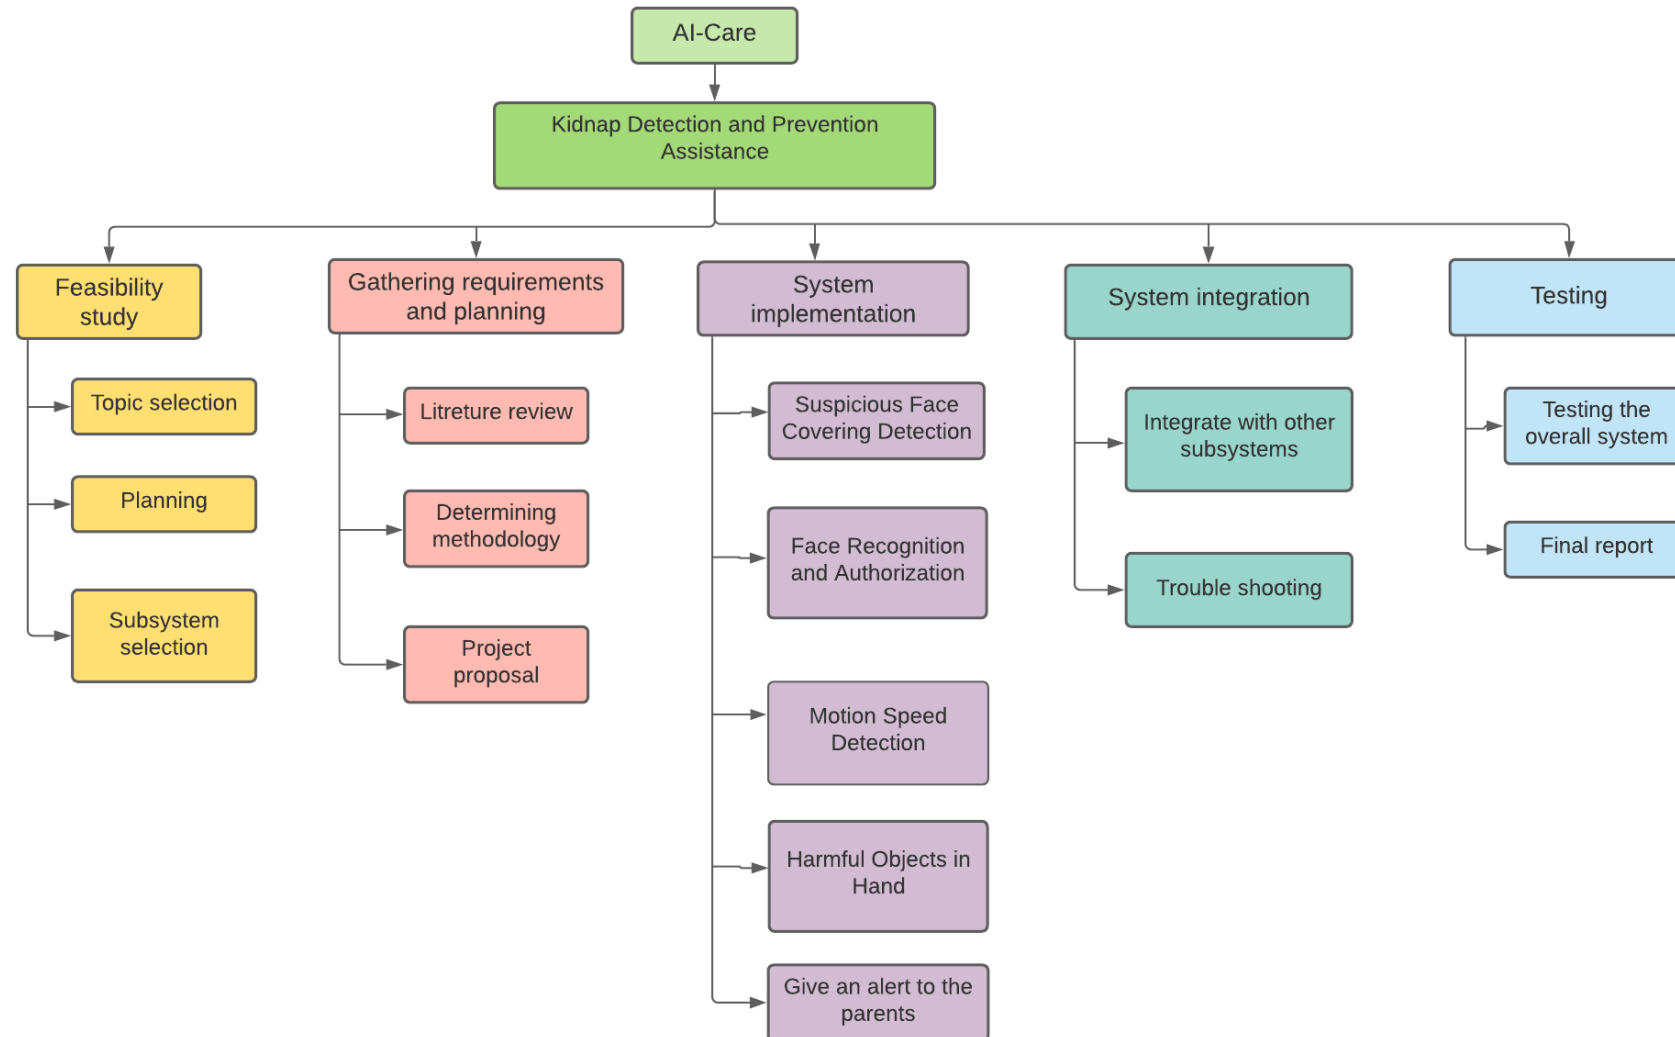 AI-Care
Kidnap Detection and Prevention
Assistance
Feasibility
study
Topic selection
Planning
Subsystem
selection
Gathering requirements
and planning
Litreture review
Determining
methodology
Project
proposal
System
implementation
Suspicious Face
Covering Detection
Face Recognition
and Authorization
Motion Speed
Detection
Harmful Objects in
Hand
Give an alert to the
parents
System integration
Integrate with other
subsystems
Trouble shooting
Testing
Testing the
overall system
Final report